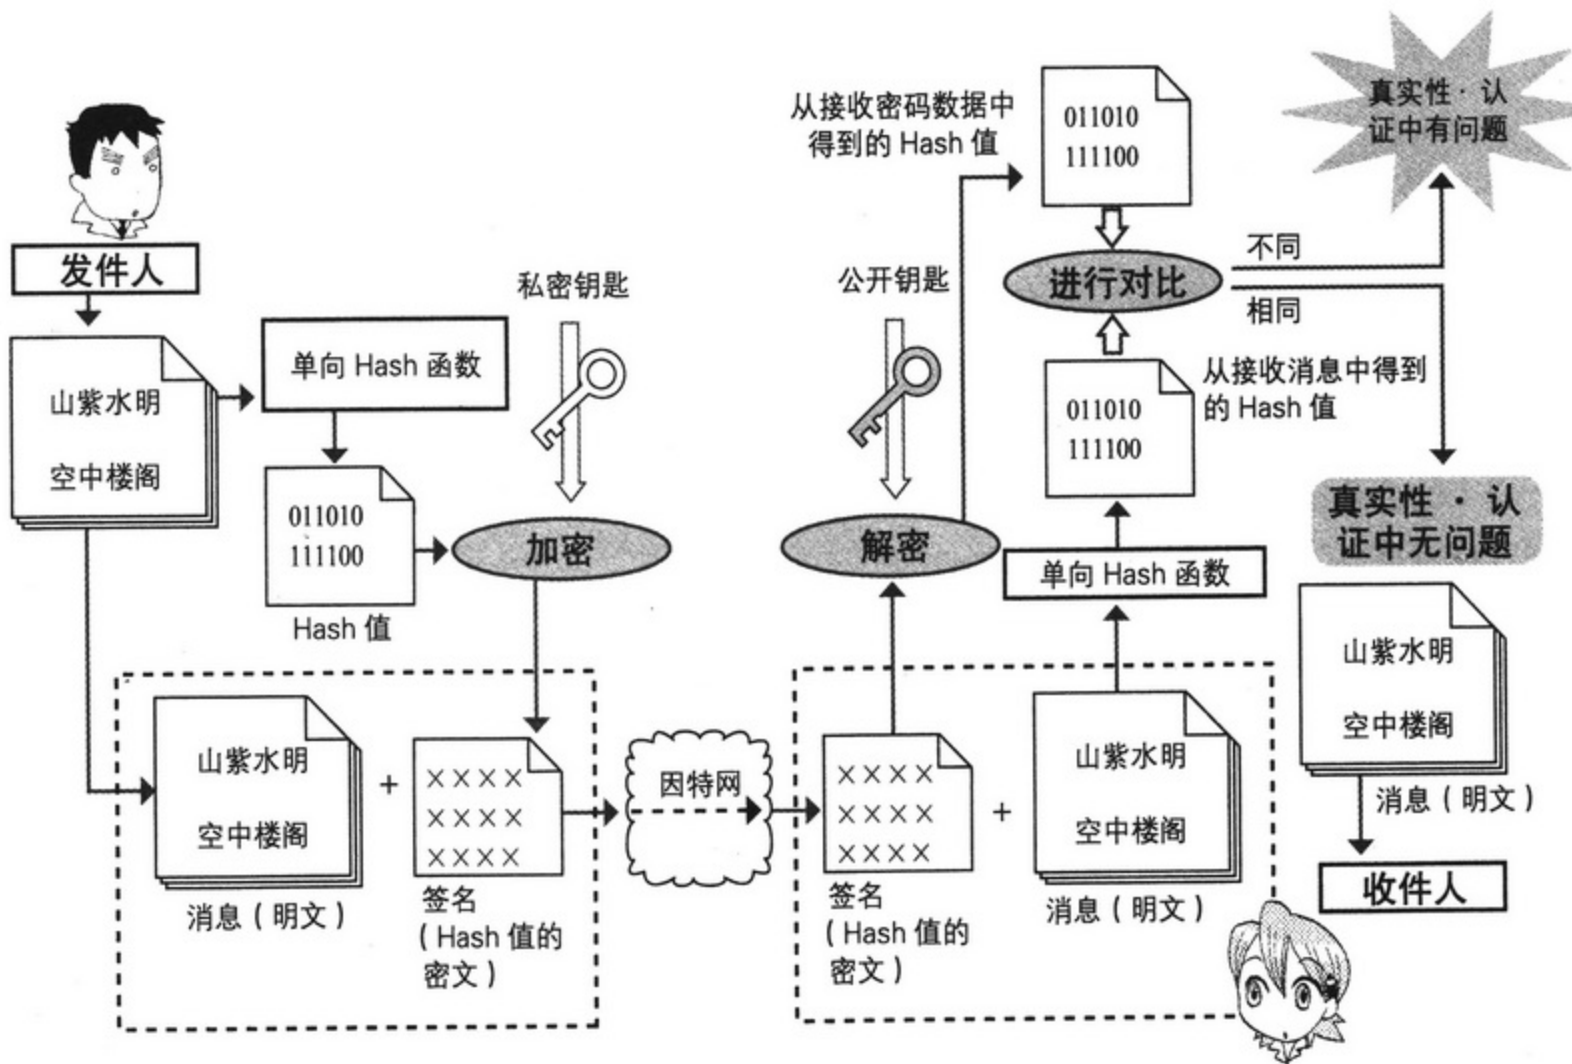 发件人
山紫水明
空中楼阁
单向 Hash 函数
011010
111100
Hash 值
私密钥匙
加密
山紫水明
空中楼阁
消息（明文）
+
××××
××××
××××
签名
（Hash 值的
密文）
因特网
××××
××××
××××
签名
（Hash 值的
密文）
+
山紫水明
空中楼阁
消息（明文）
公开钥匙
解密
从接收密码数据中
得到的 Hash 值
011010
111100
进行对比
011010
111100
从接收消息中得到
的 Hash 值
单向 Hash 函数
不同
相同
真实性·认
证中有问题
真实性·认
证中无问题
山紫水明
空中楼阁
消息（明文）
收件人